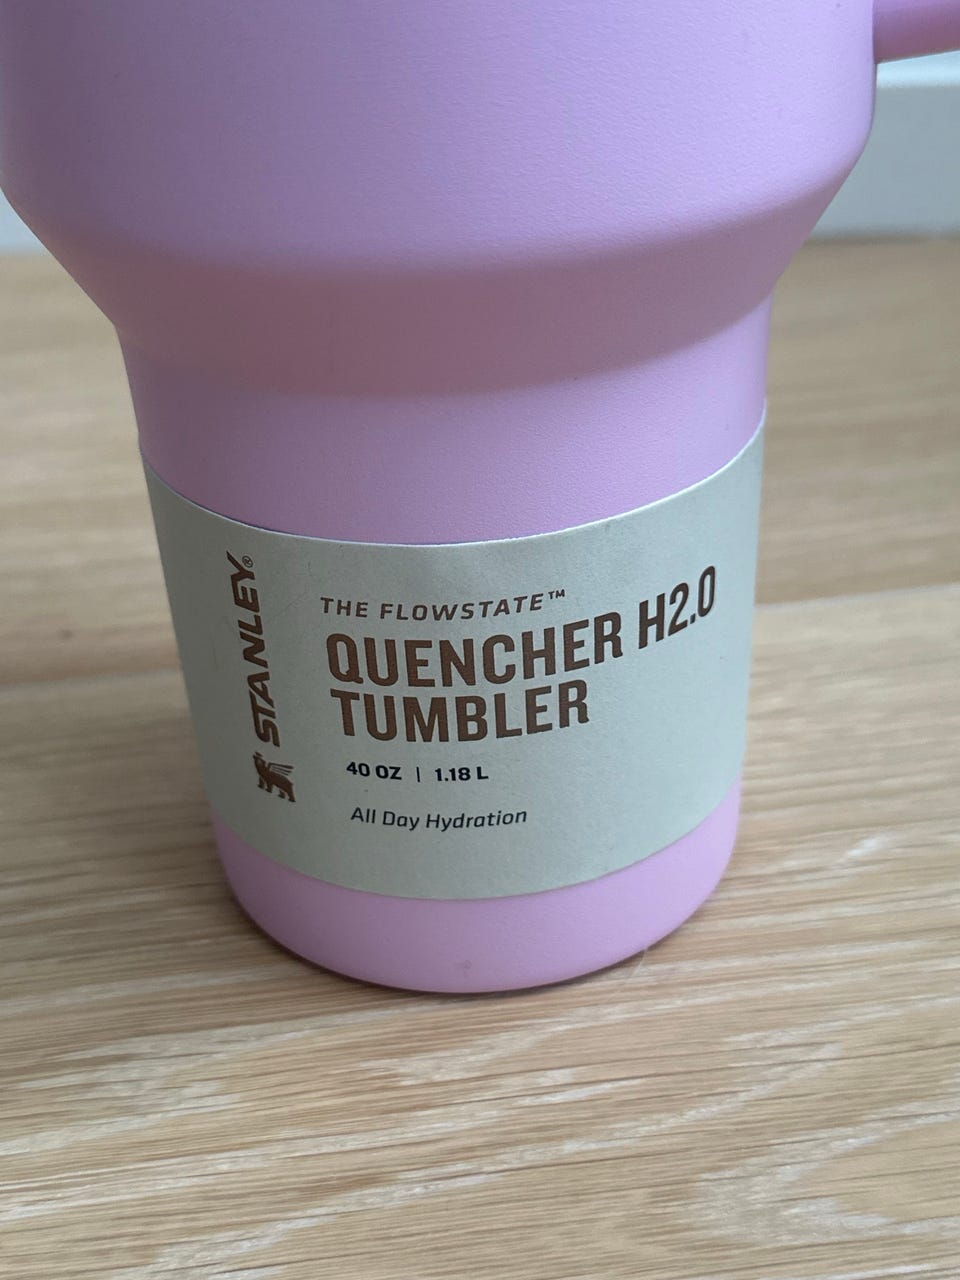 STANLEY®
THE FLOWSTATE™
QUENCHER H2.0
TUMBLER
40 OZ | 1.18 L
All Day Hydration